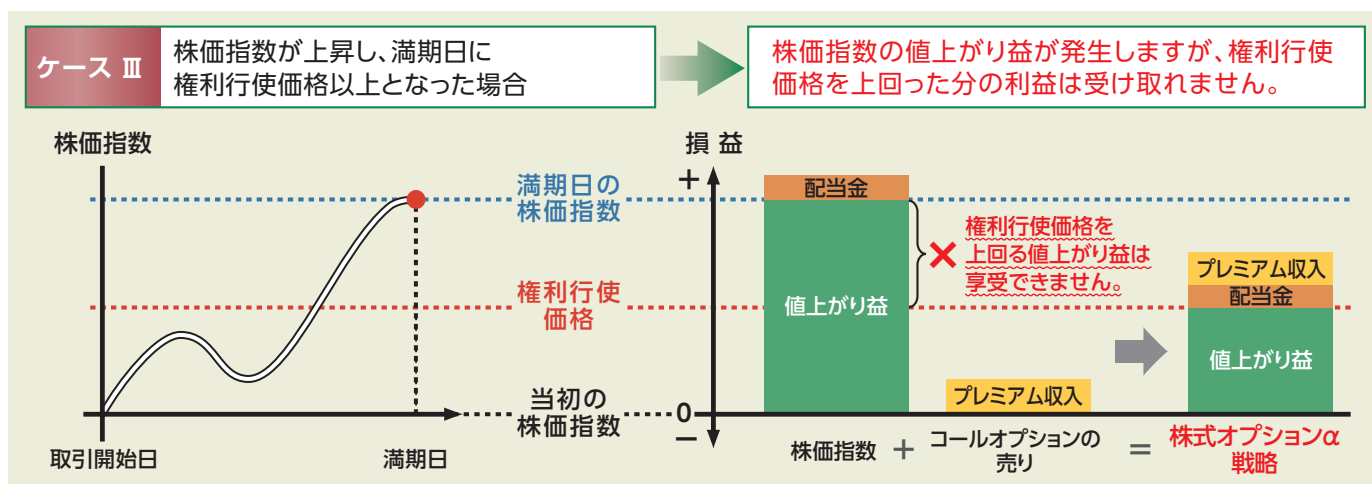 ケース Ⅲ
株価指数が上昇し、満期日に
権利行使価格以上となった場合
株価指数の値上がり益が発生しますが、権利行使
価格を上回った分の利益は受け取れません。
株価指数
満期日の
株価指数
権利行使
価格
当初の
株価指数
取引開始日
満期日
損 益
＋
0
−
配当金
値上がり益
×
権利行使価格を
上回る値上がり益は
享受できません。
プレミアム収入
プレミアム収入
配当金
値上がり益
株価指数
＋
コールオプションの
売り
＝
株式オプションα
戦略